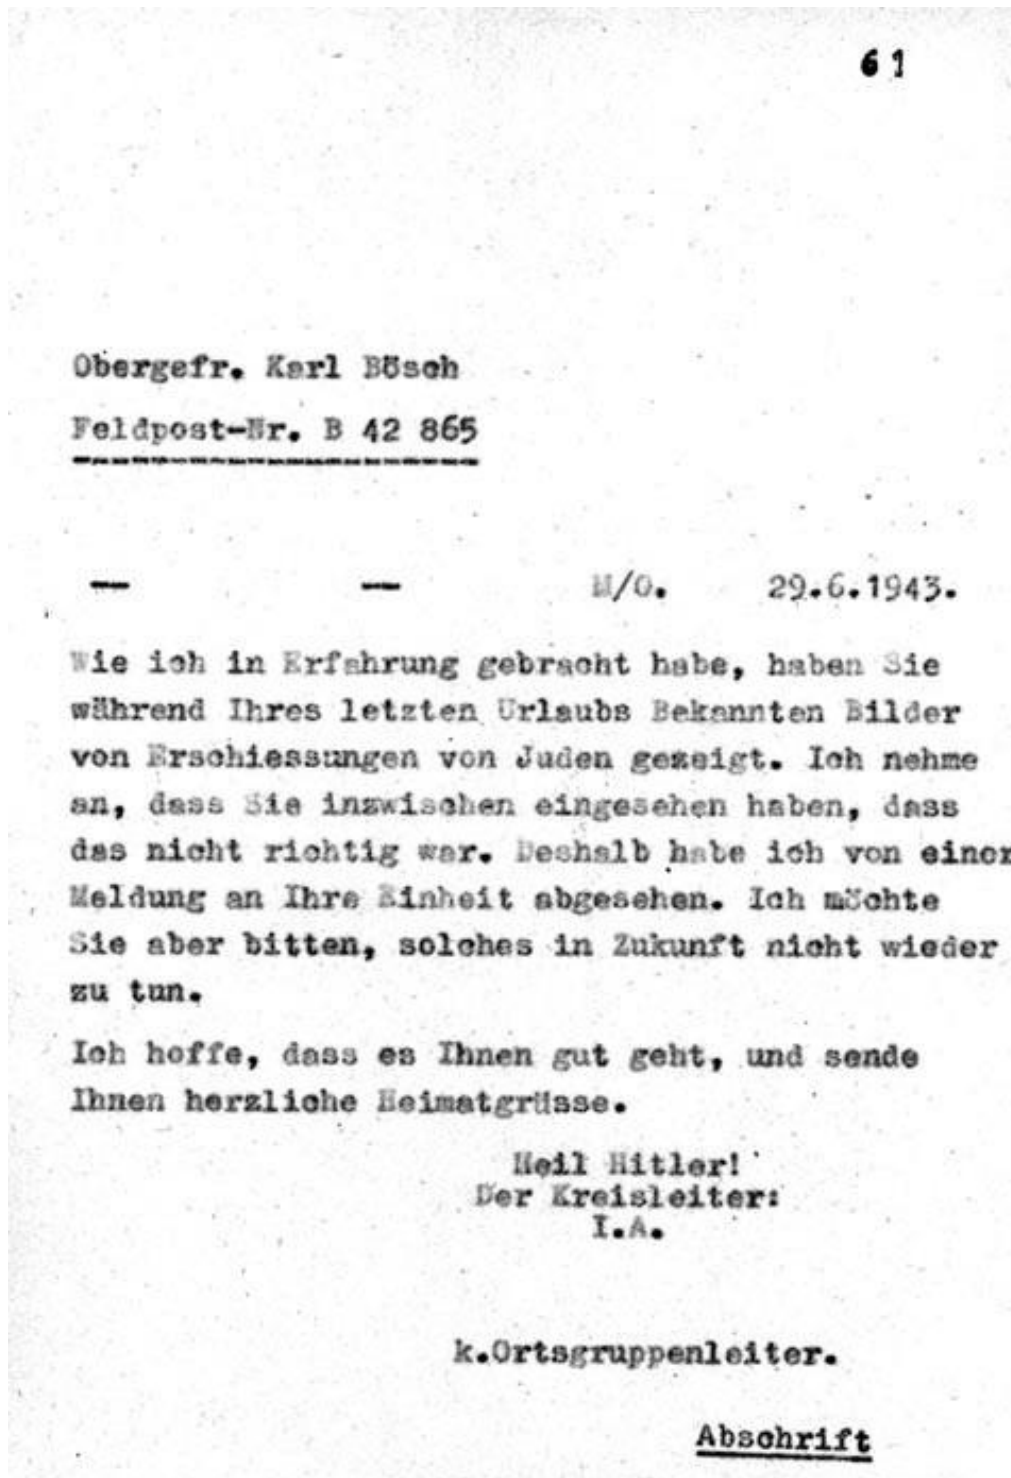 61
Obergefr. Karl Bösch
Feldpost-Nr. B 42 865
— — M/O. 29.6.1943.
Wie ich in Erfahrung gebracht habe, haben Sie
während Ihres letzten Urlaubs Bekannten Bilder
von Erschiessungen von Juden gezeigt. Ich nehme
an, dass Sie inzwischen eingesehen haben, dass
das nicht richtig war. Deshalb habe ich von einer
Meldung an Ihre Einheit abgesehen. Ich möchte
Sie aber bitten, solches in Zukunft nicht wieder
zu tun.
Ich hoffe, dass es Ihnen gut geht, und sende
Ihnen herzliche Heimatgrüsse.
Heil Hitler!
Der Kreisleiter:
I.A.
k.Ortsgruppenleiter.
Abschrift